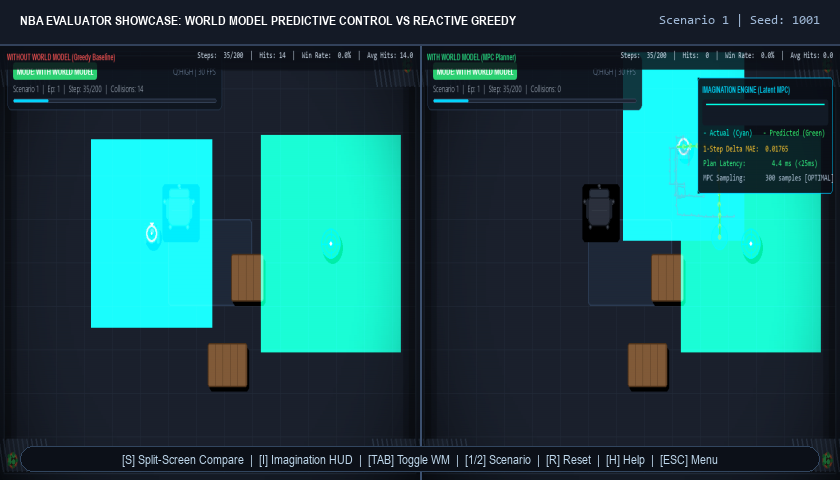 NBA EVALUATOR SHOWCASE: WORLD MODEL PREDICTIVE CONTROL VS REACTIVE GREEDY
Scenario 1 | Seed: 1001
WITHOUT WORLD MODEL (Greedy Baseline)
Steps: 35/200 | Hits: 14 | Win Rate: 0.0% | Avg Hits: 14.0
MODE WITH WORLD MODEL
| 30 FPS
Scenario 1 | Ep: 1 | Step: 35/200 | Collisions: 14
WITH WORLD MODEL (MPC Planner)
Steps: 35/200 | Hits: 0 | Win Rate: 0.0% | Avg Hits: 0.0
MODE WITH WORLD MODEL
| 30 FPS
Scenario 1 | Ep: 1 | Step: 35/200 | Collisions: 0
IMAGINATION ENGINE (Latent MPC)
- Actual (Cyan) - Predicted (Green)
1-Step Delta MAE: 0.01765
Plan Latency: 4.4 ms (<25ms)
MPC Sampling: 300 samples [OPTIMAL]
[S] Split-Screen Compare | [I] Imagination HUD | [TAB] Toggle WM | [1/2] Scenario | [R] Reset | [H] Help | [ESC] Menu